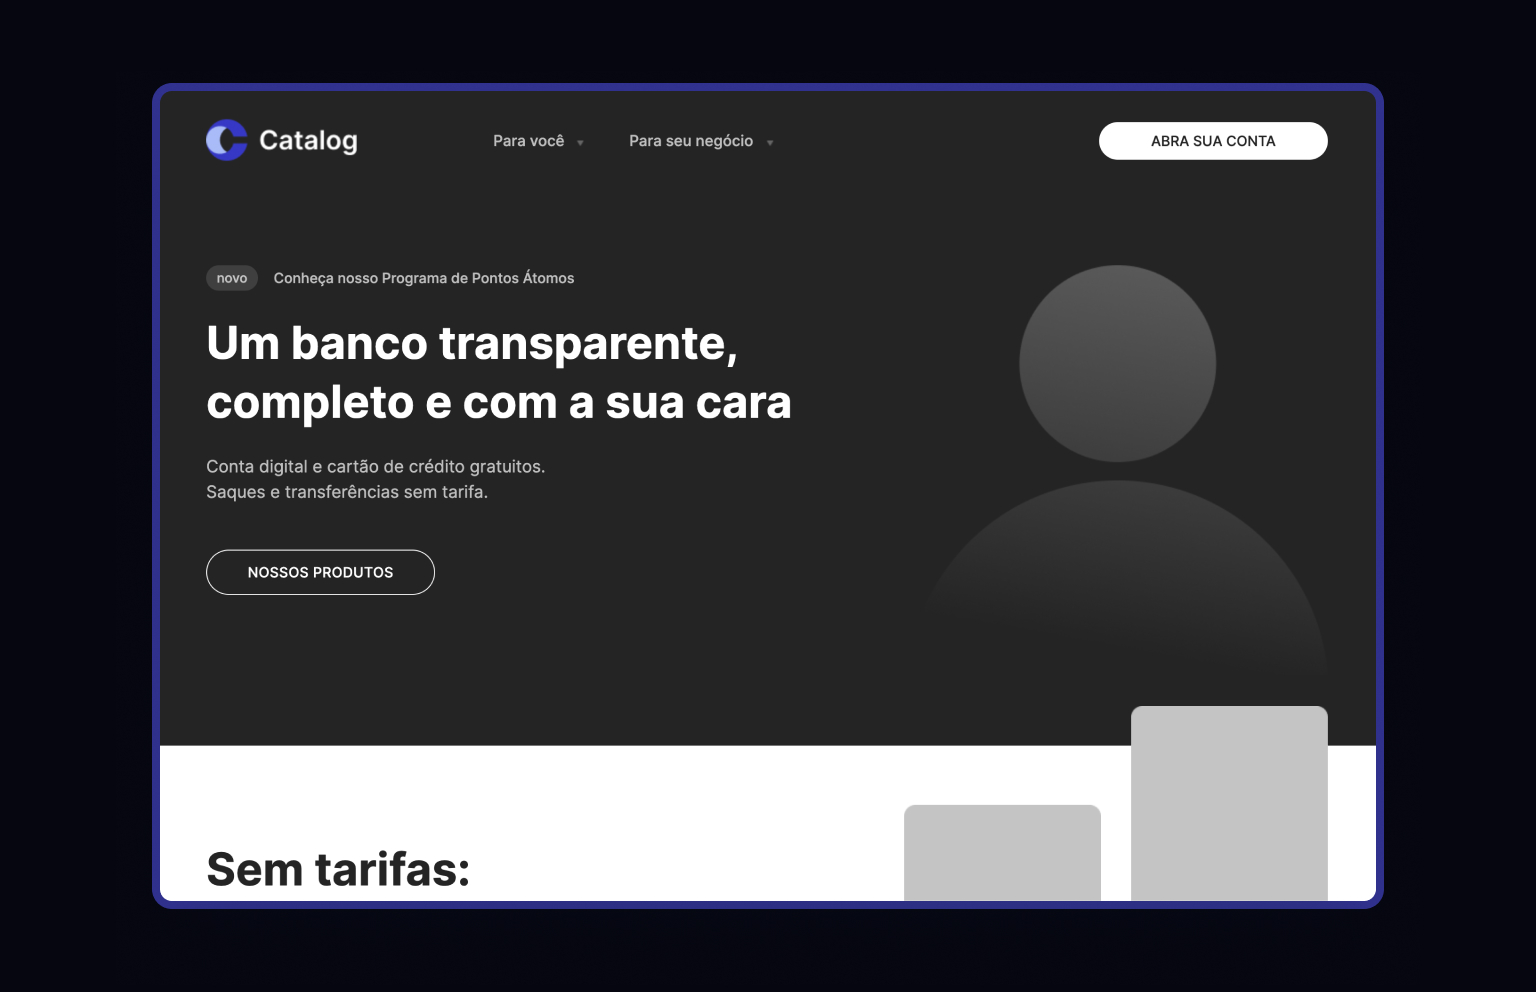 Catalog
Para você
Para seu negócio
ABRA SUA CONTA
novo
Conheça nosso Programa de Pontos Átomos
Um banco transparente,
completo e com a sua cara
Conta digital e cartão de crédito gratuitos.
Saques e transferências sem tarifa.
NOSSOS PRODUTOS
Sem tarifas: